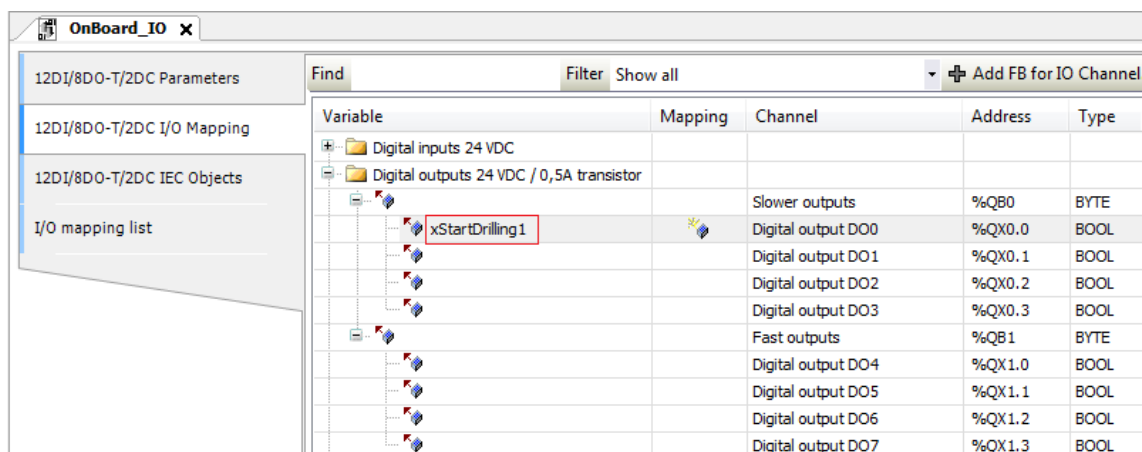 OnBoard_IO
12DI/8DO-T/2DC Parameters
12DI/8DO-T/2DC I/O Mapping
12DI/8DO-T/2DC IEC Objects
I/O mapping list
Find Filter Show all Add FB for IO Channel
Variable Mapping Channel Address Type
Digital inputs 24 VDC
Digital outputs 24 VDC / 0,5A transistor
Slower outputs %QB0 BYTE
xStartDrilling1 Digital output DO0 %QX0.0 BOOL
Digital output DO1 %QX0.1 BOOL
Digital output DO2 %QX0.2 BOOL
Digital output DO3 %QX0.3 BOOL
Fast outputs %QB1 BYTE
Digital output DO4 %QX1.0 BOOL
Digital output DO5 %QX1.1 BOOL
Digital output DO6 %QX1.2 BOOL
Digital output DO7 %QX1.3 BOOL